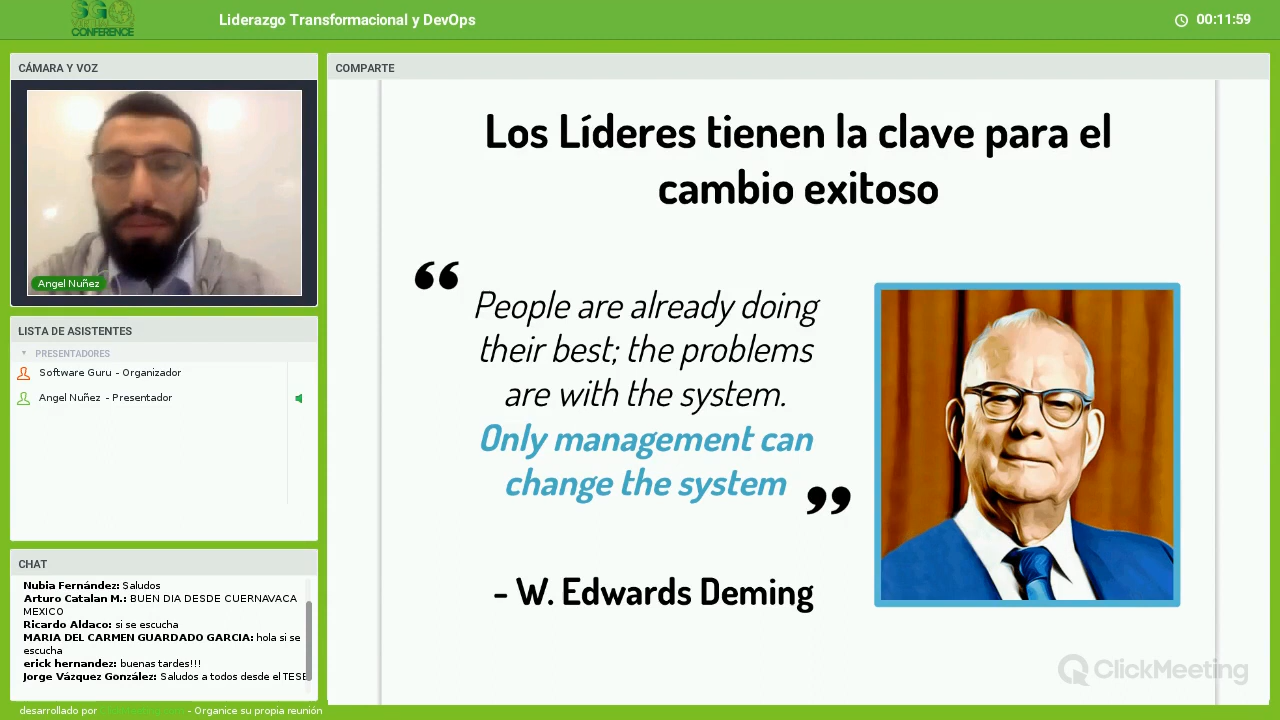 SG
VIRTUAL
CONFERENCE
Liderazgo Transformacional y DevOps
00:11:59
CÁMARA Y VOZ
Angel Nuñez
LISTA DE ASISTENTES
PRESENTADORES
Software Guru - Organizador
Angel Nuñez - Presentador
CHAT
Nubia Fernández: Saludos
Arturo Catalan M.: BUEN DIA DESDE CUERNAVACA
MEXICO
Ricardo Aldaco: si se escucha
MARIA DEL CARMEN GUARDADO GARCIA: hola si se
escucha
erick hernandez: buenas tardes!!!
Jorge Vázquez González: Saludos a todos desde el TESE
desarrollado por
- Organice su propia reunión
COMPARTE
Los Líderes tienen la clave para el
cambio exitoso
“ People are already doing
their best; the problems
are with the system.
Only management can
change the system ”
- W. Edwards Deming
ClickMeeting